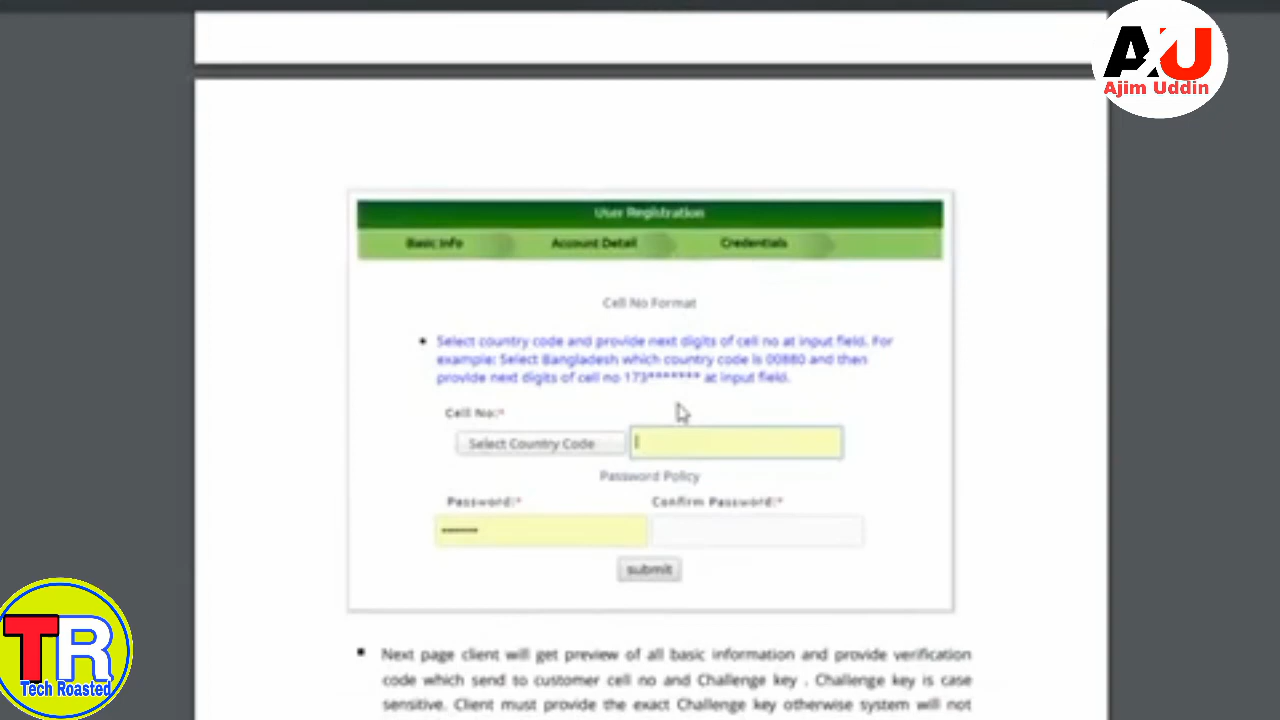 AU
Ajim Uddin
User Registration
Basic Info Account Detail Credentials
Cell No Format
• Select country code and provide next digits of cell no at input field. For
example: Select Bangladesh which country code is 00880 and then
provide next digits of cell no 173******* at input field.
Cell No:*
Select Country Code
Password Policy
Password:* Confirm Password:*
submit
▪ Next page client will get preview of all basic information and provide verification
code which send to customer cell no and Challenge key . Challenge key is case
sensitive. Client must provide the exact Challenge key otherwise system will not
TR
Tech Roasted